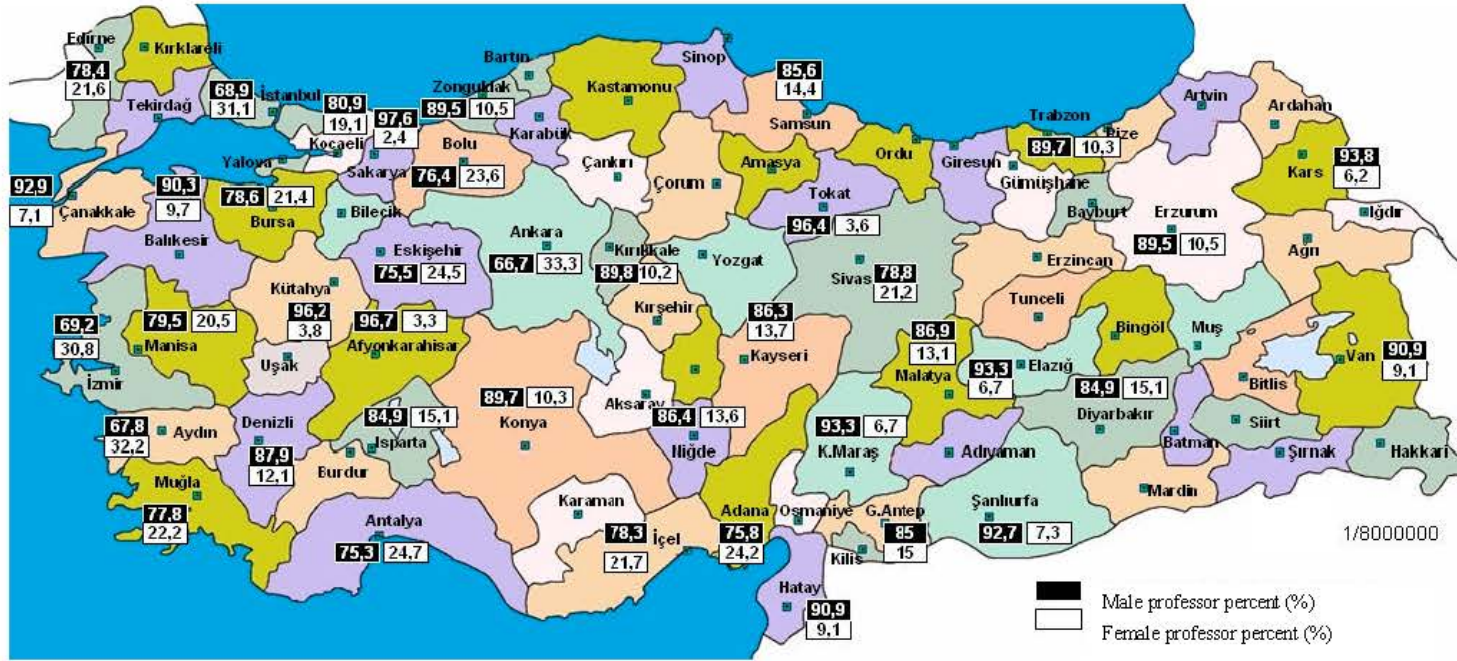 Edirne
78,4
21,6
Kırklareli
Tekirdağ
68,9
31,1
İstanbul
80,9
19,1
Kocaeli
Yalova
97,6
2,4
Sakarya
Bartın
Zonguldak
89,5 10,5
Karabük
Bolu
76,4 23,6
Kastamonu
Çankırı
Sinop
85,6
14,4
Samsun
Amasya
Çorum
Ordu
Tokat
96,4 3,6
Giresun
Gümüşhane
Trabzon
89,7 10,3
Rize
Bayburt
Artvin
Ardahan
Kars
93,8
6,2
Iğdır
Erzurum
89,5 10,5
Ağrı
Erzincan
Tunceli
92,9
7,1
Çanakkale
90,3
9,7
Balıkesir
78,6 21,4
Bursa
Bilecik
Eskişehir
75,5 24,5
Ankara
66,7 33,3
Kırıkkale
89,8 10,2
Kırşehir
Yozgat
Sivas
78,8
21,2
Kütahya
96,2
3,8
79,5 20,5
Manisa
69,2
30,8
İzmir
Uşak
96,7 3,3
Afyonkarahisar
86,3
13,7
Kayseri
86,9
13,1
Malatya
93,3
6,7
Elazığ
Bingöl
Muş
Bitlis
Van
90,9
9,1
84,9 15,1
Diyarbakır
Batman
Siirt
Şırnak
Hakkari
Mardin
67,8
32,2
Aydın
Denizli
87,9
12,1
Muğla
77,8
22,2
84,9 15,1
Isparta
Burdur
Antalya
75,3 24,7
89,7 10,3
Konya
Aksaray
86,4 13,6
Niğde
Karaman
78,3
21,7
İçel
Adana
75,8
24,2
Osmaniye
93,3 6,7
K.Maraş
Adıyaman
G.Antep
85
15
Kilis
Şanlıurfa
92,7 7,3
Hatay
90,9
9,1
1/8000000
Male professor percent (%)
Female professor percent (%)